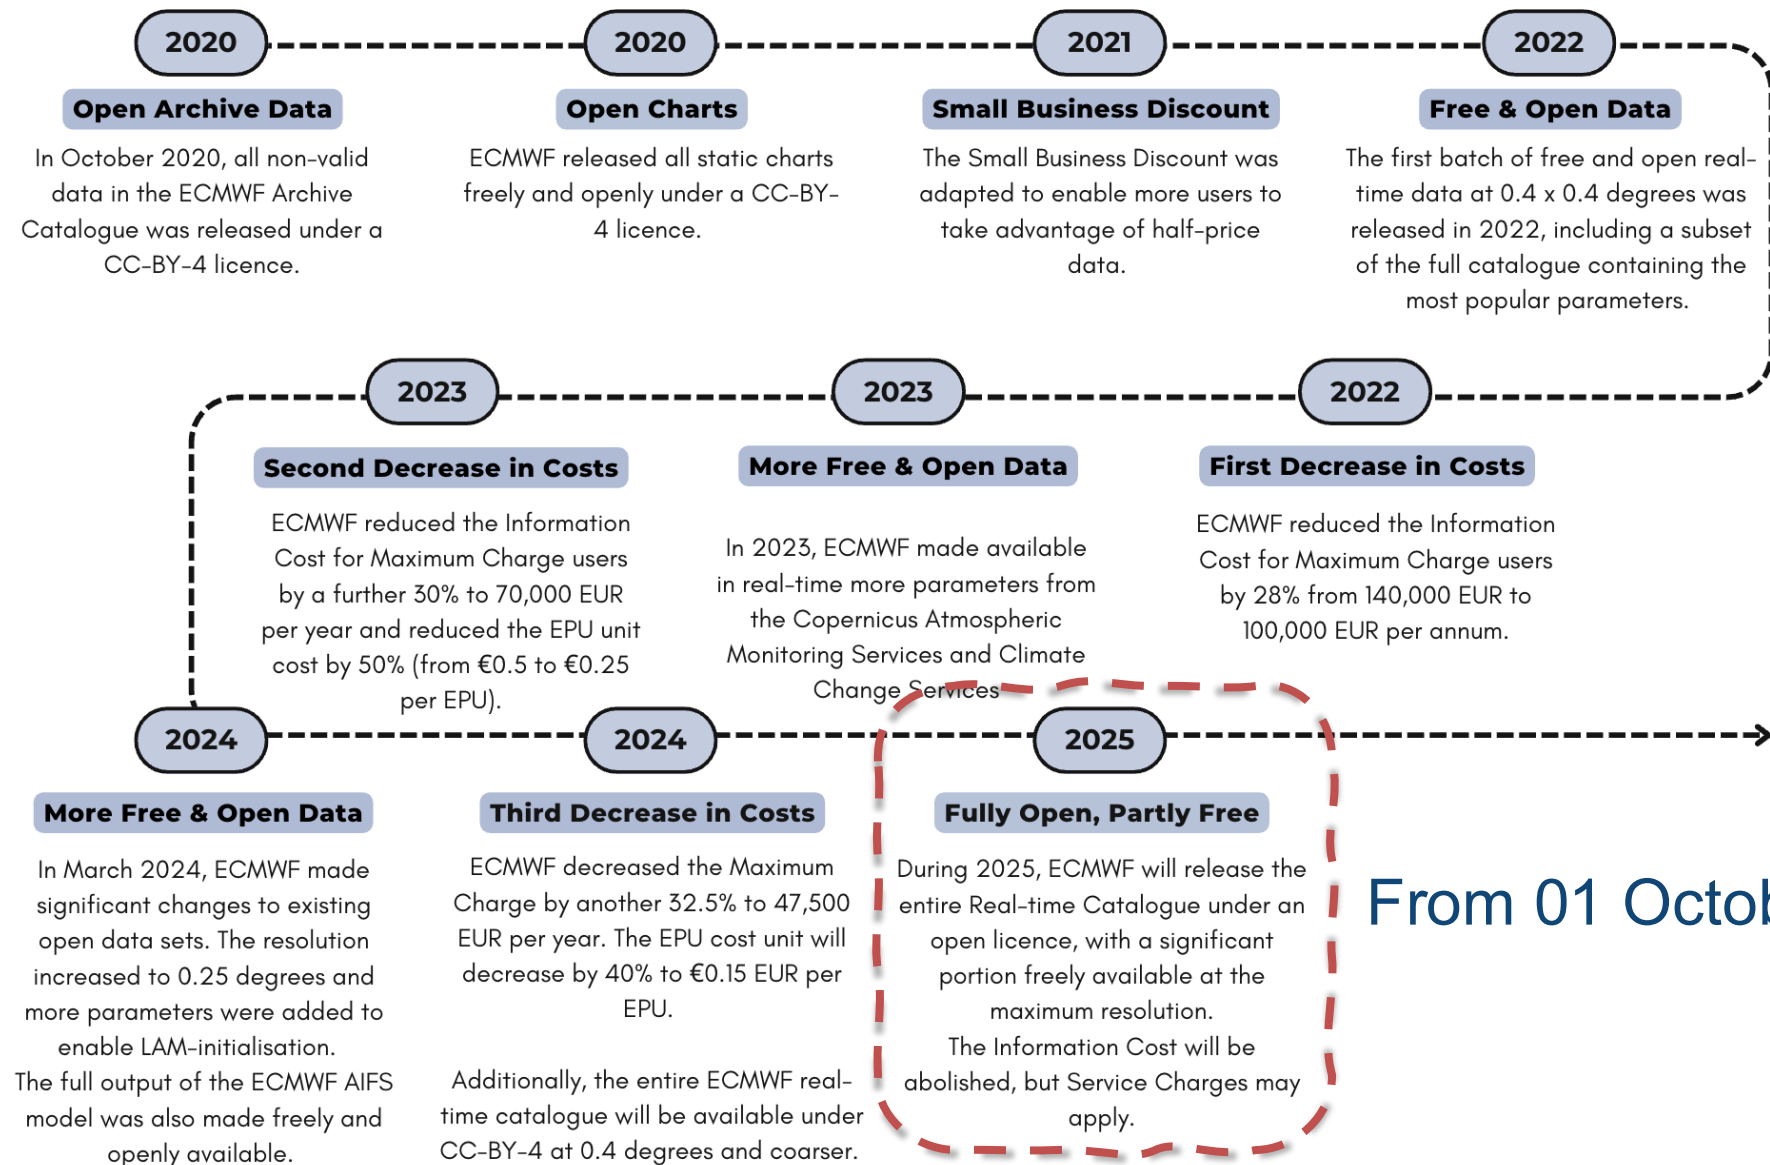 2020
Open Archive Data
In October 2020, all non-valid
data in the ECMWF Archive
Catalogue was released under a
CC-BY-4 licence.
2020
Open Charts
ECMWF released all static charts
freely and openly under a CC-BY-
4 licence.
2021
Small Business Discount
The Small Business Discount was
adapted to enable more users to
take advantage of half-price
data.
2022
Free & Open Data
The first batch of free and open real-
time data at 0.4 x 0.4 degrees was
released in 2022, including a subset
of the full catalogue containing the
most popular parameters.
2022
First Decrease in Costs
ECMWF reduced the Information
Cost for Maximum Charge users
by 28% from 140,000 EUR to
100,000 EUR per annum.
2023
More Free & Open Data
In 2023, ECMWF made available
in real-time more parameters from
the Copernicus Atmospheric
Monitoring Services and Climate
Change Services
2023
Second Decrease in Costs
ECMWF reduced the Information
Cost for Maximum Charge users
by a further 30% to 70,000 EUR
per year and reduced the EPU unit
cost by 50% (from €0.5 to €0.25
per EPU).
2024
More Free & Open Data
In March 2024, ECMWF made
significant changes to existing
open data sets. The resolution
increased to 0.25 degrees and
more parameters were added to
enable LAM-initialisation.
The full output of the ECMWF AIFS
model was also made freely and
openly available.
2024
Third Decrease in Costs
ECMWF decreased the Maximum
Charge by another 32.5% to 47,500
EUR per year. The EPU cost unit will
decrease by 40% to €0.15 EUR per
EPU.
Additionally, the entire ECMWF real-
time catalogue will be available under
CC-BY-4 at 0.4 degrees and coarser.
2025
Fully Open, Partly Free
During 2025, ECMWF will release the
entire Real-time Catalogue under an
open licence, with a significant
portion freely available at the
maximum resolution.
The Information Cost will be
abolished, but Service Charges may
apply.
From 01